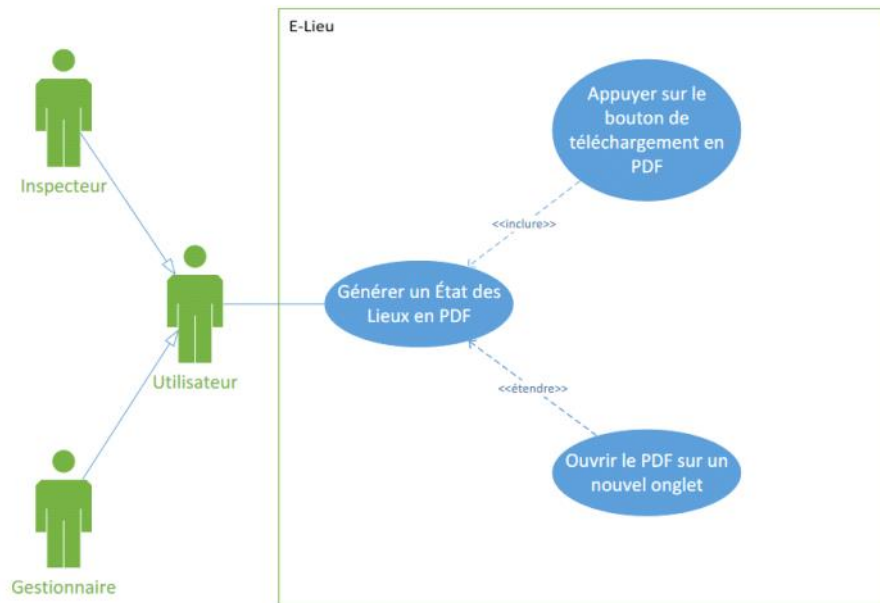 E-Lieu
Appuyer sur le
bouton de
téléchargement en
PDF
Inspecteur
<<inclure>>
Générer un État des
Lieux en PDF
Utilisateur
<<étendre>>
Ouvrir le PDF sur un
nouvel onglet
Gestionnaire